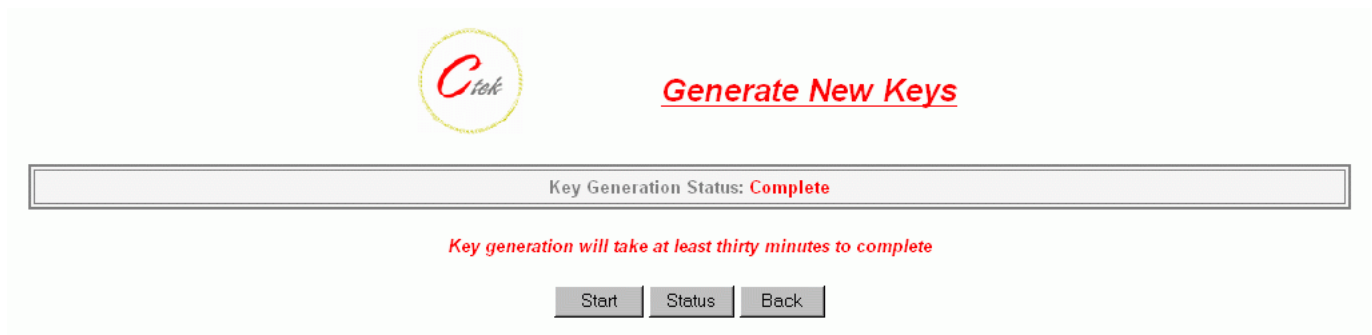 Ctek
Generate New Keys
Key Generation Status: Complete
Key generation will take at least thirty minutes to complete
Start Status Back